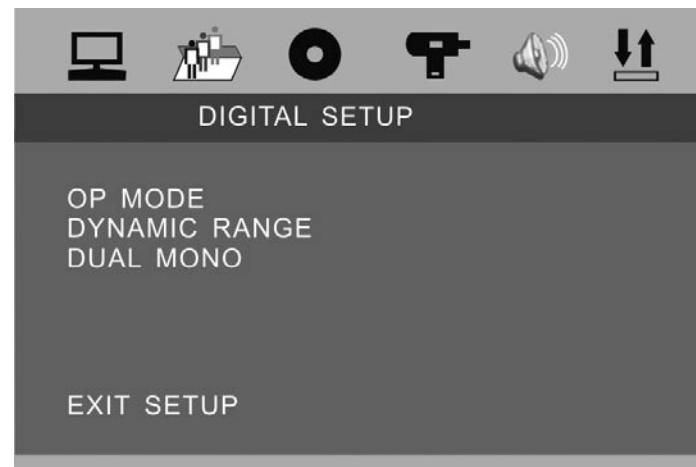 DIGITAL SETUP
OP MODE
DYNAMIC RANGE
DUAL MONO
EXIT SETUP